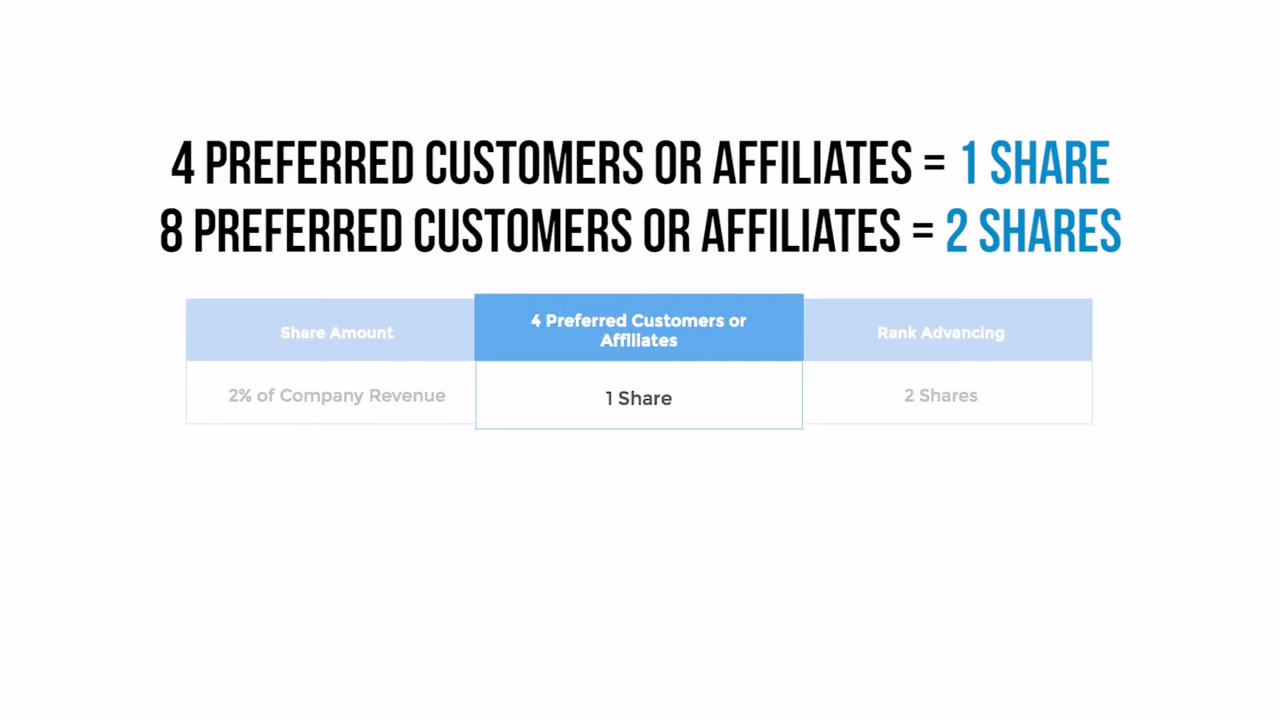 4 PREFERRED CUSTOMERS OR AFFILIATES = 1 SHARE
8 PREFERRED CUSTOMERS OR AFFILIATES = 2 SHARES
Share Amount
4 Preferred Customers or
Affiliates
Rank Advancing
2% of Company Revenue
1 Share
2 Shares